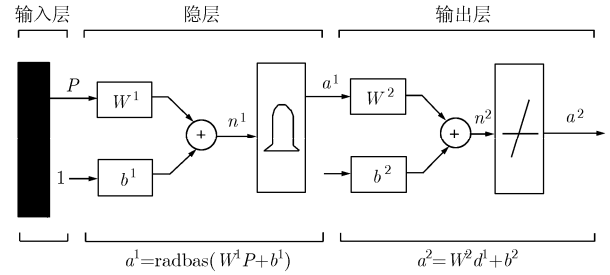 输入层 隐层 输出层
P W¹ n¹ a¹ W² n² a²
+ +
1 b¹ b²
a¹=radbas(W¹P+b¹) a²=W²d¹+b²